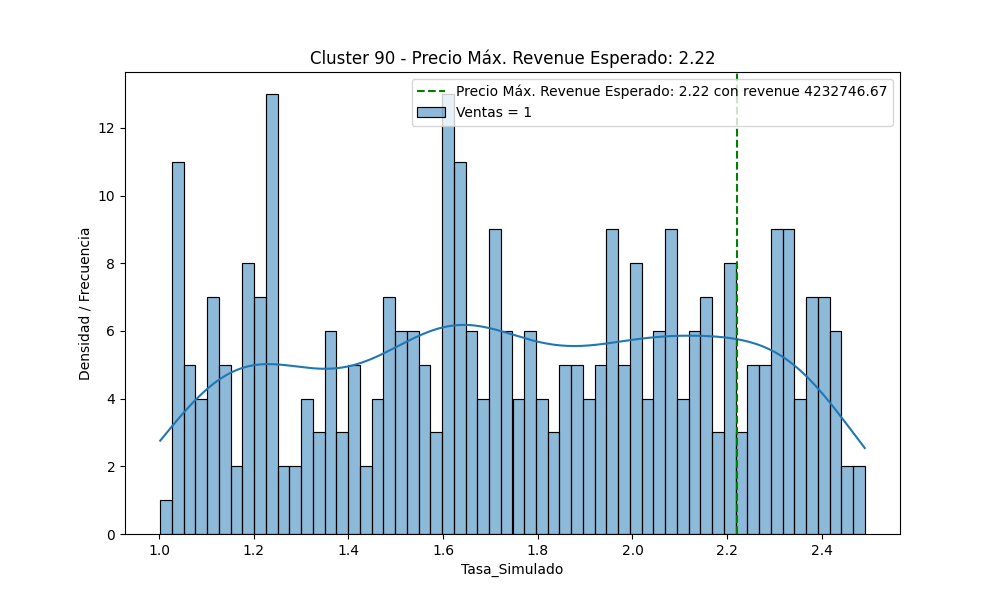 Cluster 90 - Precio Máx. Revenue Esperado: 2.22
Precio Máx. Revenue Esperado: 2.22 con revenue 4232746.67
Ventas = 1
Densidad / Frecuencia
12
10
8
6
4
2
0
1.0 1.2 1.4 1.6 1.8 2.0 2.2 2.4
Tasa_Simulado